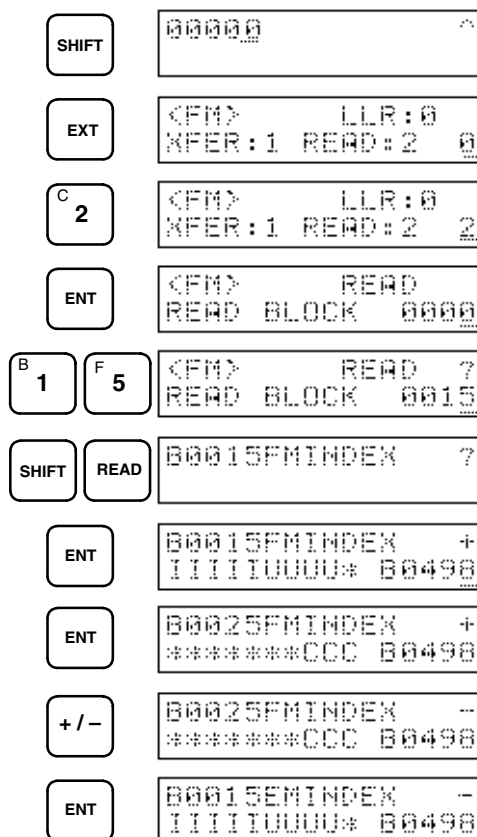 SHIFT
00000 ^
EXT
<FM> LLR:0
XFER:1 READ:2 0
C
2
<FM> LLR:0
XFER:1 READ:2 2
ENT
<FM> READ
READ BLOCK 0000
B
1
F
5
<FM> READ ?
READ BLOCK 0015
SHIFT
READ
B0015FMINDEX ?
ENT
B0015FMINDEX +
IIIIIUUUU* B0498
ENT
B0025FMINDEX +
*******CCC B0498
+ / –
B0025FMINDEX -
*******CCC B0498
ENT
B0015EMINDEX -
IIIIIUUUU* B0498